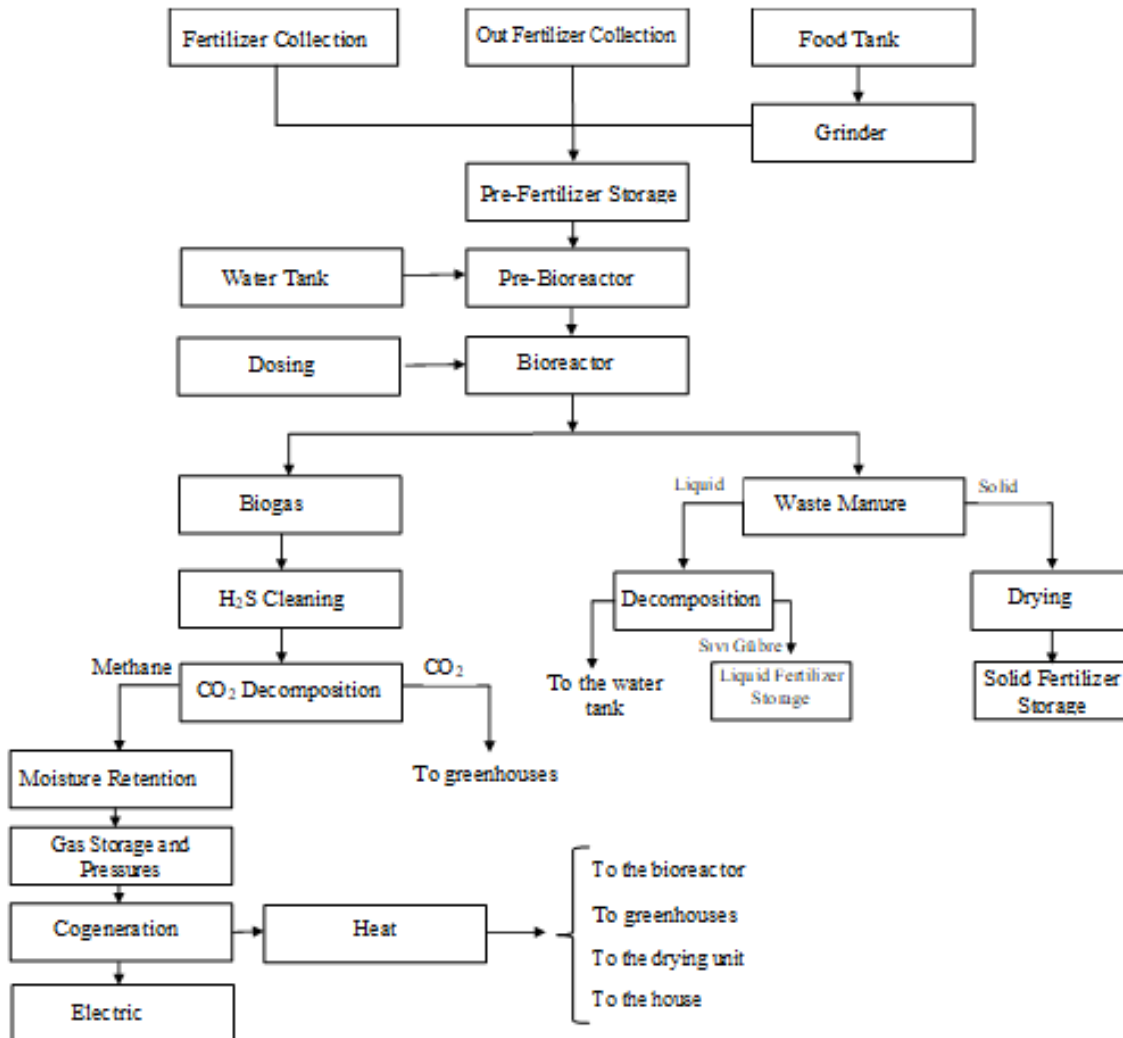 Fertilizer Collection
Out Fertilizer Collection
Food Tank
Grinder
Pre-Fertilizer Storage
Water Tank
Pre-Bioreactor
Dosing
Bioreactor
Biogas
Liquid
Waste Manure
Solid
H₂S Cleaning
Decomposition
Drying
Sıvı Gübre
Methane
CO₂ Decomposition
CO₂
To the water
tank
Liquid Fertilizer
Storage
Solid Fertilizer
Storage
To greenhouses
Moisture Retention
Gas Storage and
Pressures
Cogeneration
Heat
To the bioreactor
To greenhouses
To the drying unit
To the house
Electric